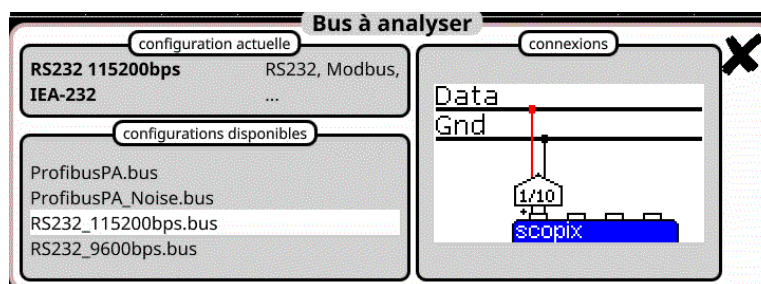 Bus à analyser
configuration actuelle
RS232 115200bps RS232, Modbus,
IEA-232 ...
configurations disponibles
ProfibusPA.bus
ProfibusPA_Noise.bus
RS232_115200bps.bus
RS232_9600bps.bus
connexions
Data
Gnd
1/10
+ -
scopix